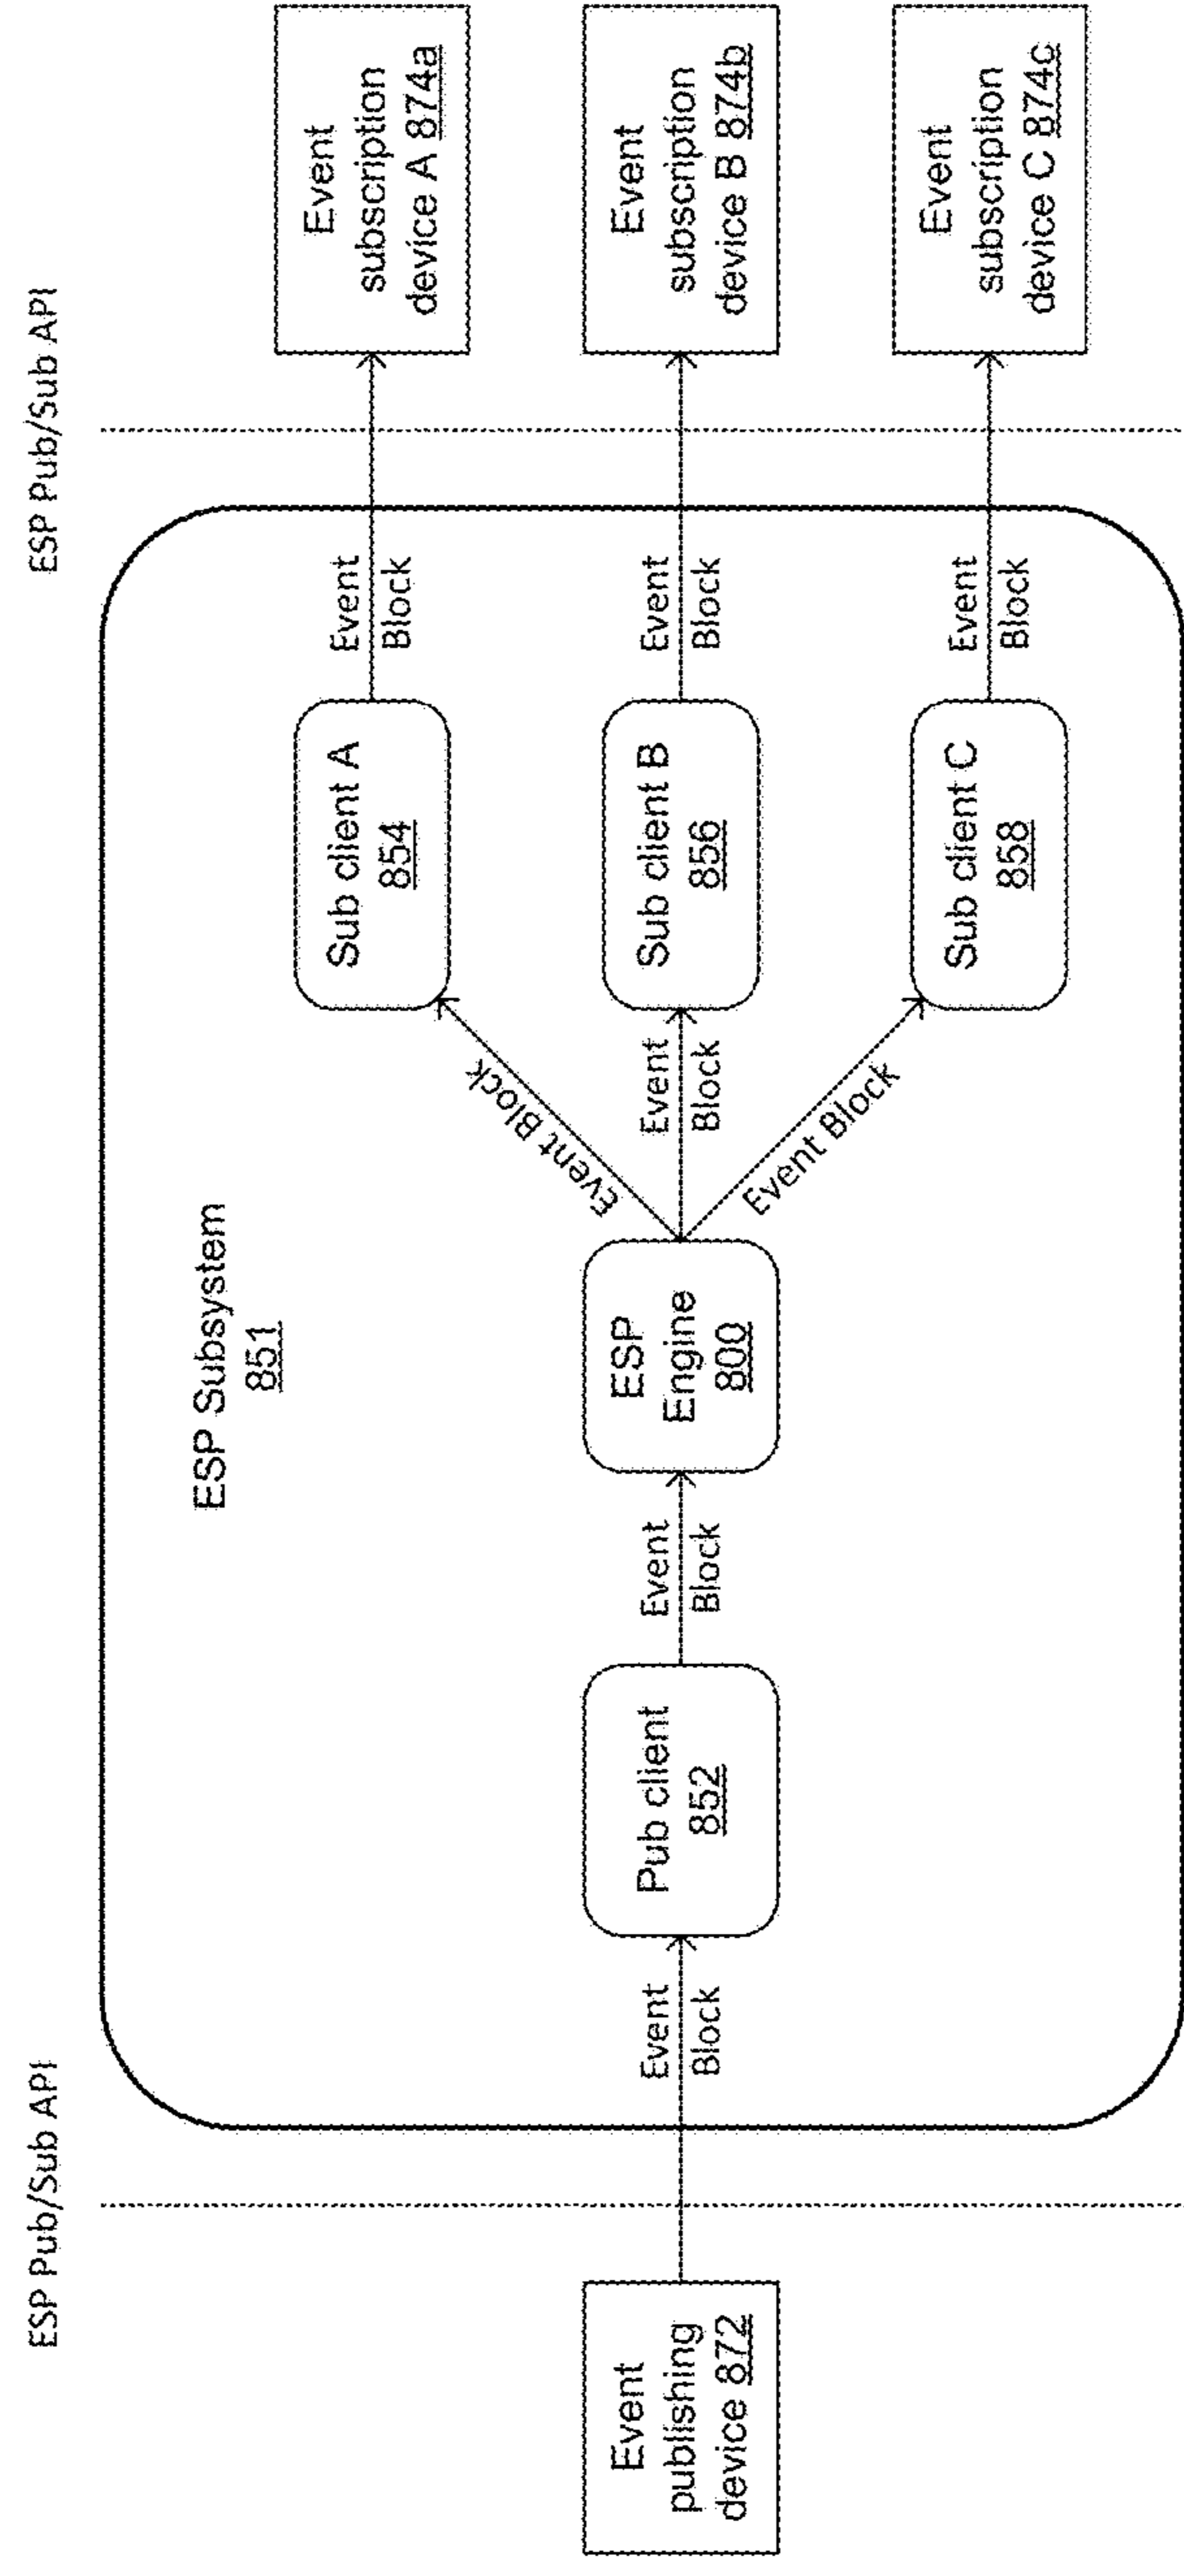 ESP Pub/Sub API
ESP Pub/Sub API
ESP Subsystem
851
Event
publishing
device 872
Event
Block
Pub client
852
Event
Block
ESP
Engine
800
Event Block
Event
Block
Event Block
Sub client A
854
Sub client B
856
Sub client C
858
Event
Block
Event
Block
Event
Block
Event
subscription
device A 874a
Event
subscription
device B 874b
Event
subscription
device C 874c